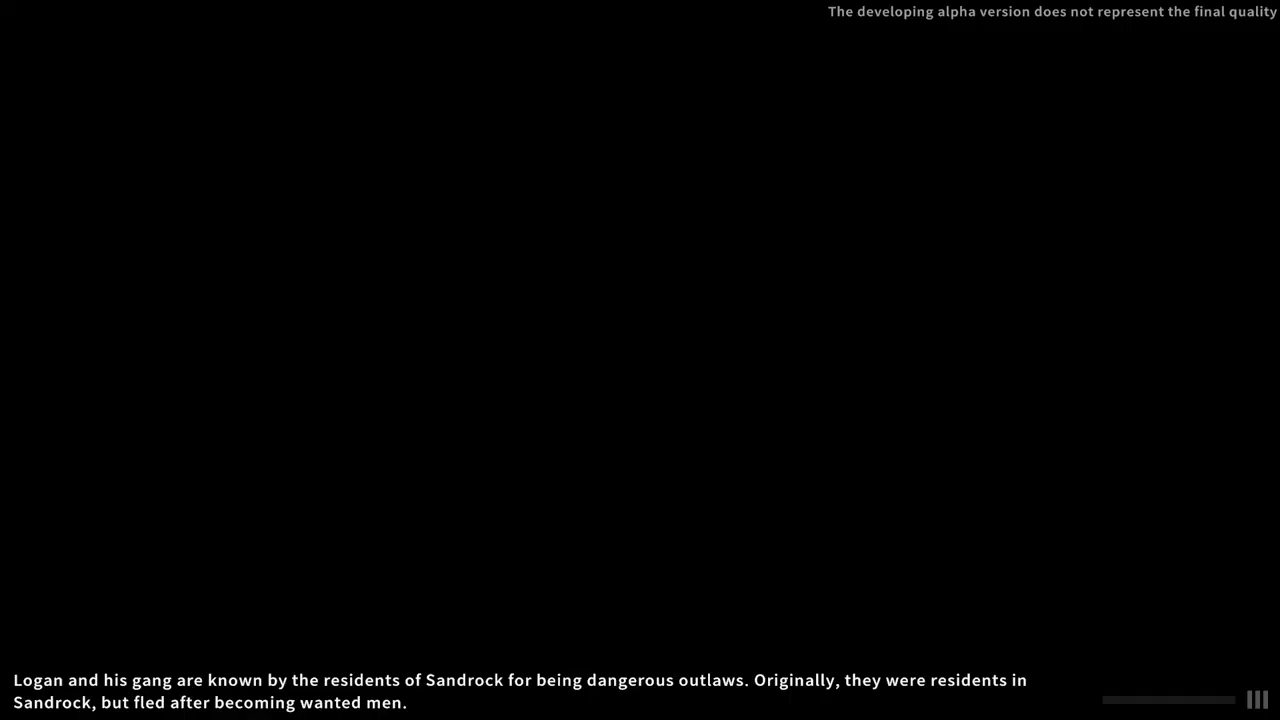 The developing alpha version does not represent the final quality
Logan and his gang are known by the residents of Sandrock for being dangerous outlaws. Originally, they were residents in
Sandrock, but fled after becoming wanted men.